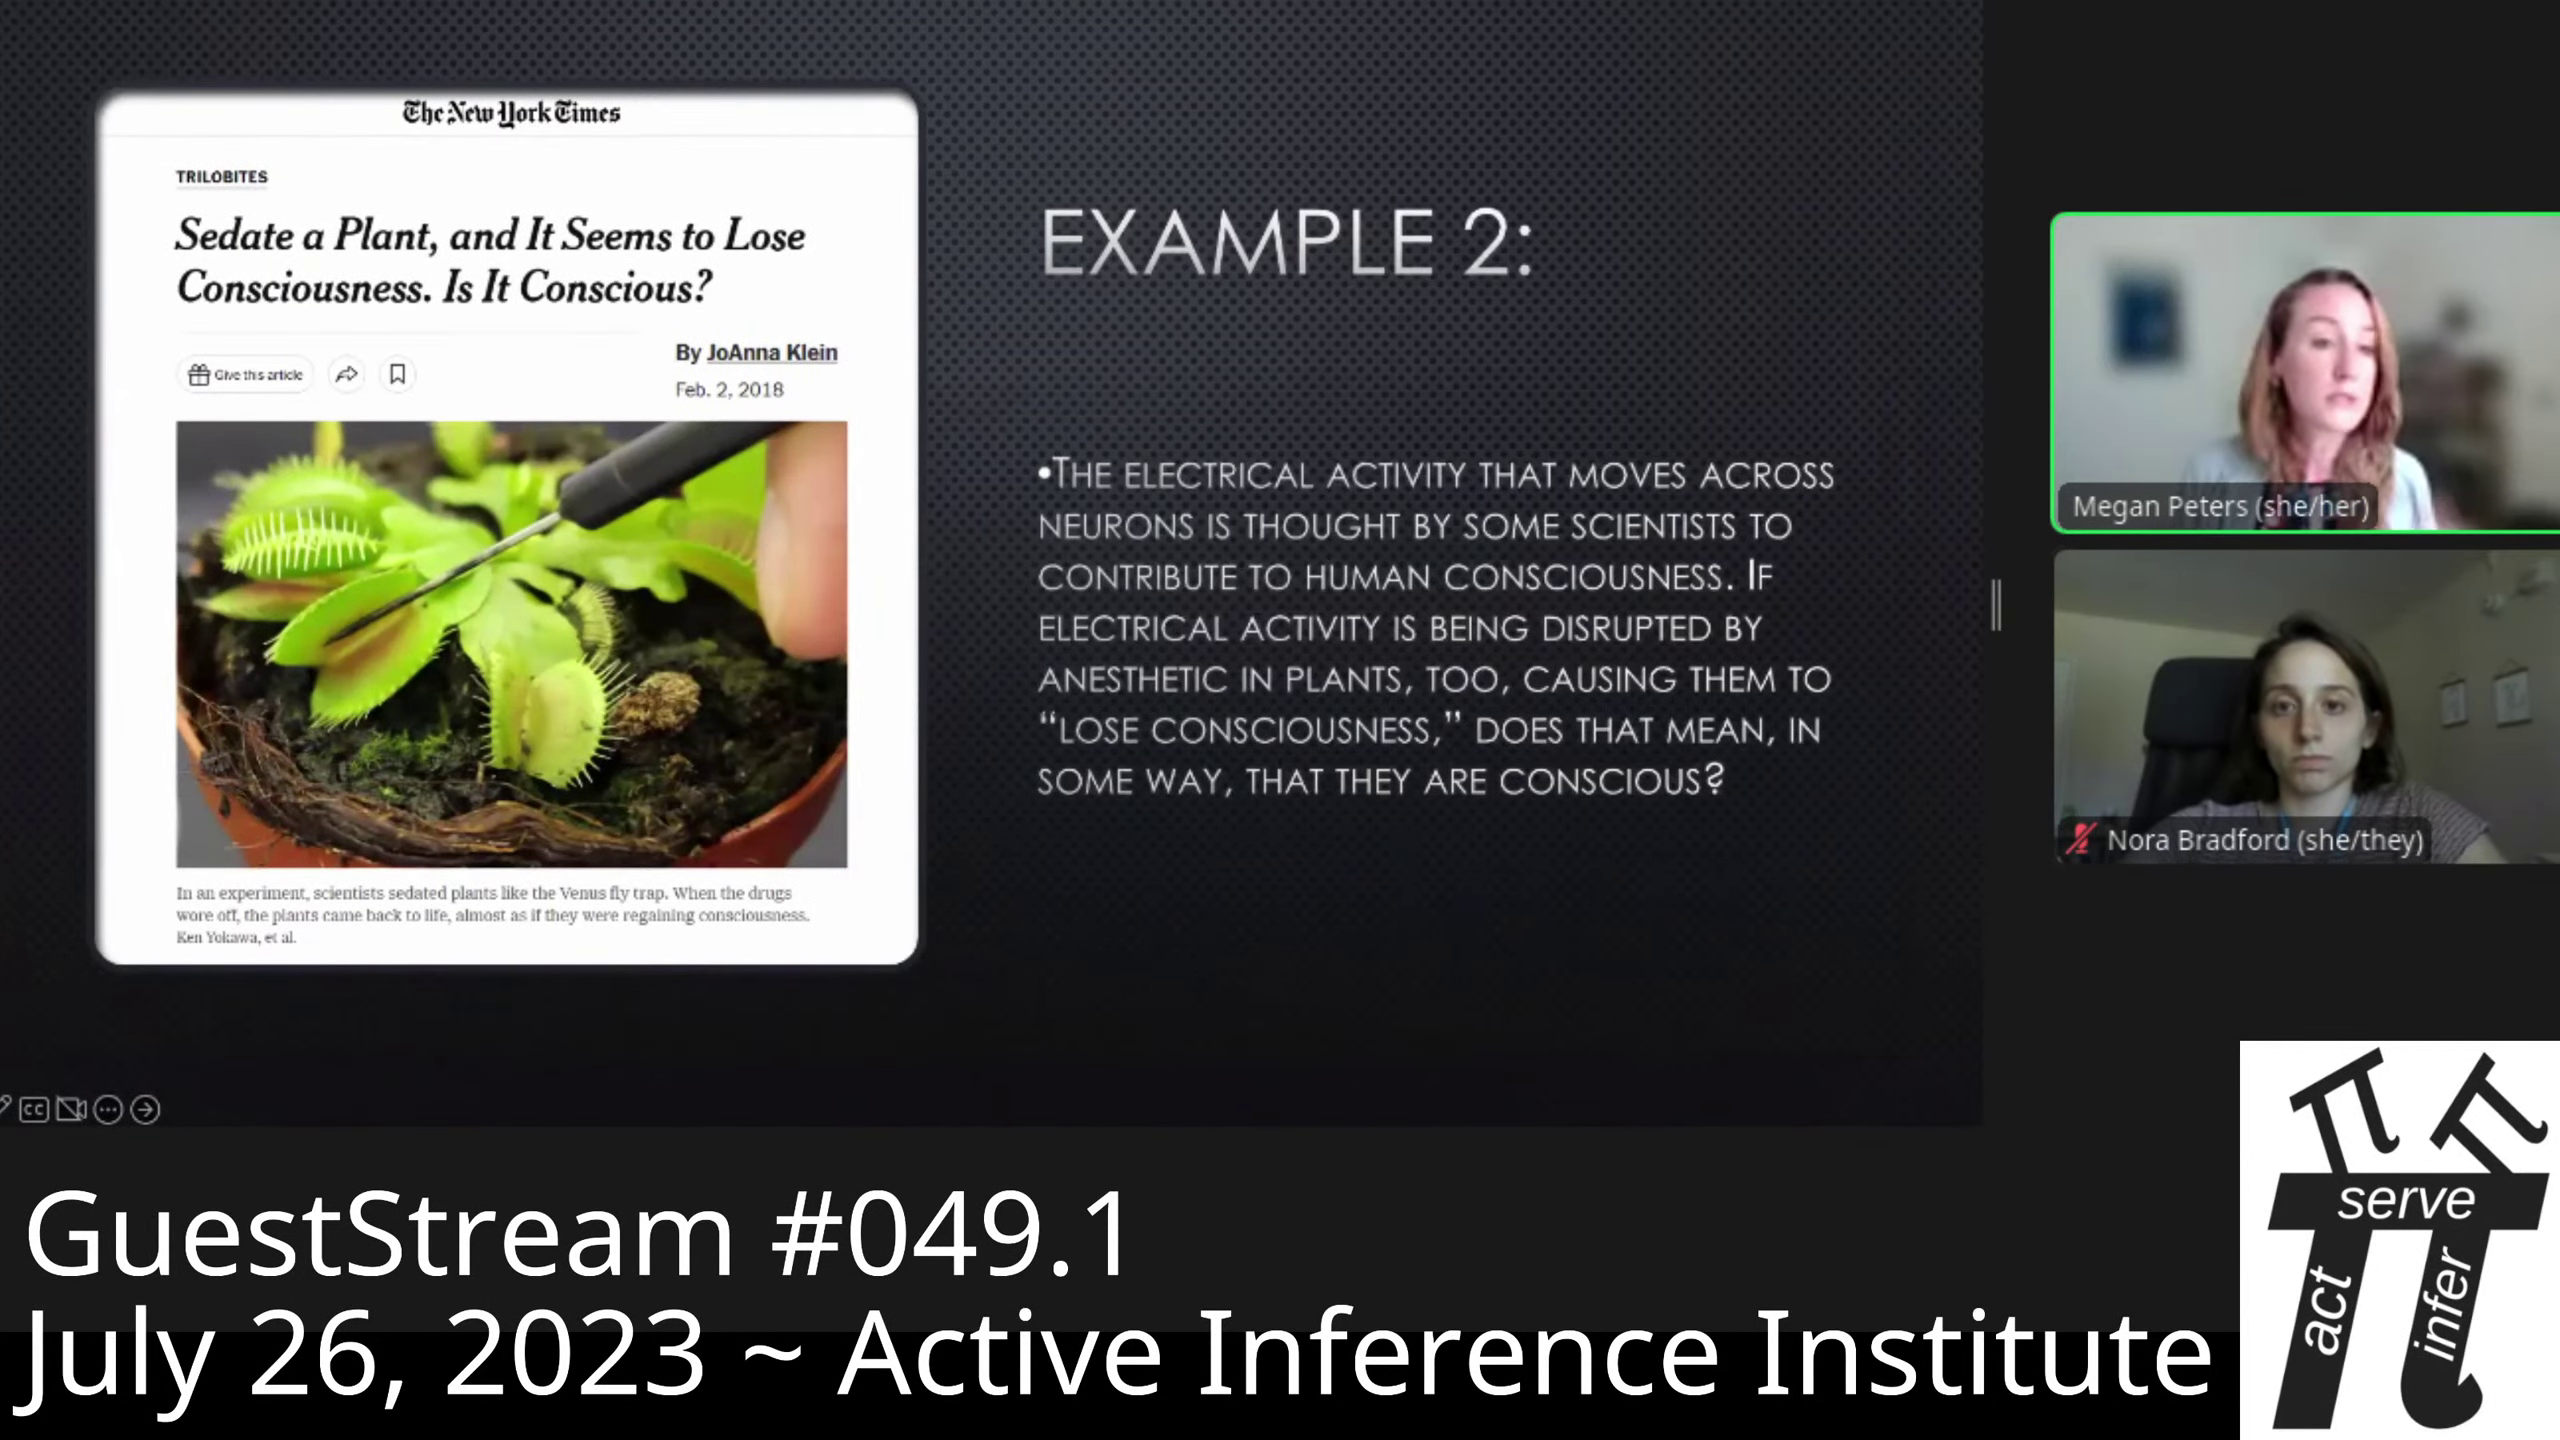 The New York Times
TRILOBITES
Sedate a Plant, and It Seems to Lose
Consciousness. Is It Conscious?
Give this article
By JoAnna Klein
Feb. 2, 2018
In an experiment, scientists sedated plants like the Venus fly trap. When the drugs
wore off, the plants came back to life, almost as if they were regaining consciousness.
Ken Yokawa, et al.
EXAMPLE 2:
•THE ELECTRICAL ACTIVITY THAT MOVES ACROSS
NEURONS IS THOUGHT BY SOME SCIENTISTS TO
CONTRIBUTE TO HUMAN CONSCIOUSNESS. IF
ELECTRICAL ACTIVITY IS BEING DISRUPTED BY
ANESTHETIC IN PLANTS, TOO, CAUSING THEM TO
“LOSE CONSCIOUSNESS,” DOES THAT MEAN, IN
SOME WAY, THAT THEY ARE CONSCIOUS?
Megan Peters (she/her)
Nora Bradford (she/they)
CC
GuestStream #049.1
July 26, 2023 ~ Active Inference Institute
serve
act
infer